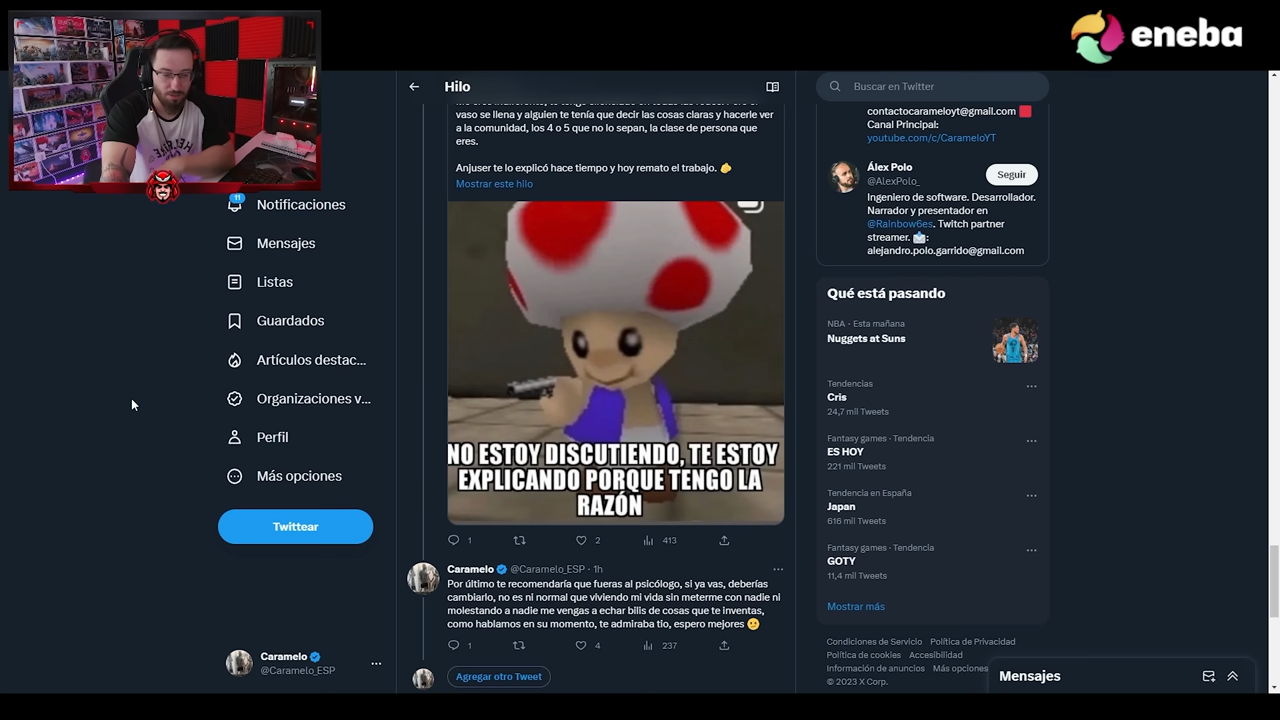 eneba
Hilo
Buscar en Twitter
vaso se llena y alguien te tenía que decir las cosas claras y hacerle ver
a la comunidad, los 4 o 5 que no lo sepan, la clase de persona que
eres.
Anjuser te lo explicó hace tiempo y hoy remato el trabajo.
Mostrar este hilo
NO ESTOY DISCUTIENDO, TE ESTOY
EXPLICANDO PORQUE TENGO LA
RAZÓN
1
2
413
Caramelo @Caramelo_ESP · 1h
Por último te recomendaría que fueras al psicólogo, si ya vas, deberías
cambiarlo, no es ni normal que viviendo mi vida sin meterme con nadie ni
molestando a nadie me vengas a echar bilis de cosas que te inventas,
como hablamos en su momento, te admiraba tio, espero mejores
1
4
237
Agregar otro Tweet
11
Notificaciones
Mensajes
Listas
Guardados
Artículos destac...
Organizaciones v...
Perfil
Más opciones
Twittear
Caramelo
@Caramelo_ESP
contactocarameloyt@gmail.com
Canal Principal:
youtube.com/c/CarameloYT
Álex Polo
@AlexPolo_
Seguir
Ingeniero de software. Desarrollador.
Narrador y presentador en
@Rainbow6es. Twitch partner
streamer. :
alejandro.polo.garrido@gmail.com
Qué está pasando
NBA · Esta mañana
Nuggets at Suns
Tendencias
Cris
24,7 mil Tweets
Fantasy games · Tendencia
ES HOY
221 mil Tweets
Tendencia en España
Japan
616 mil Tweets
Fantasy games · Tendencia
GOTY
11,4 mil Tweets
Mostrar más
Condiciones de Servicio Política de Privacidad
Política de cookies Accesibilidad
Información de anuncios Más opciones
© 2023 X Corp.
Mensajes